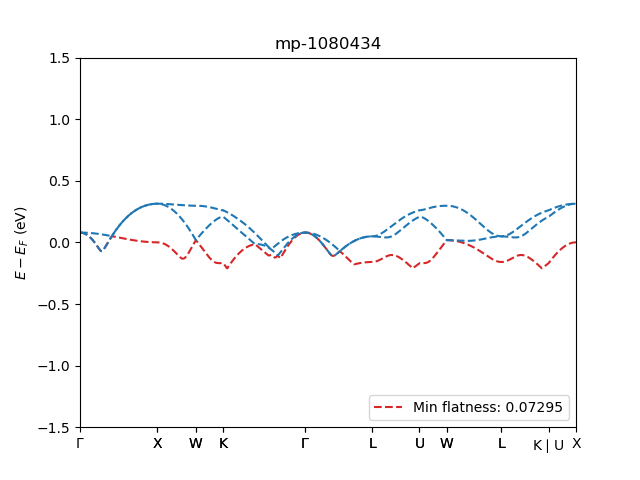 mp-1080434
E − E_F (eV)
1.5
1.0
0.5
0.0
−0.5
−1.0
−1.5
Min flatness: 0.07295
Γ X W K Γ L U W L K | U X